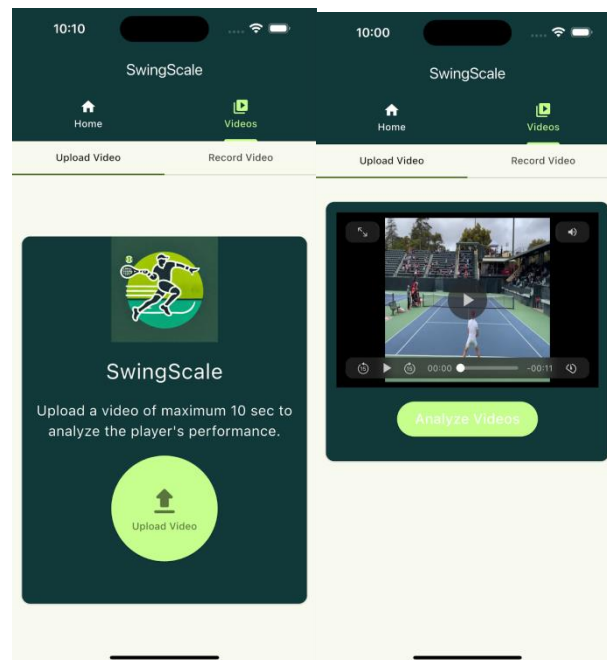 10:10
SwingScale
Home
Videos
Upload Video
Record Video
SwingScale
Upload a video of maximum 10 sec to
analyze the player's performance.
Upload Video
10:00
SwingScale
Home
Videos
Upload Video
Record Video
15
15
00:00
-00:11
Analyze Videos